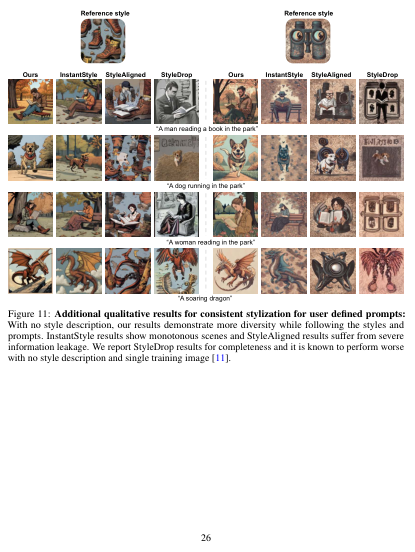 Reference style
Reference style
Ours InstantStyle StyleAligned StyleDrop Ours InstantStyle StyleAligned StyleDrop
"A man reading a book in the park"
"A dog running in the park"
"A woman reading in the park"
"A soaring dragon"
Figure 11: Additional qualitative results for consistent stylization for user defined prompts:
With no style description, our results demonstrate more diversity while following the styles and
prompts. InstantStyle results show monotonous scenes and StyleAligned results suffer from severe
information leakage. We report StyleDrop results for completeness and it is known to perform worse
with no style description and single training image [11].
26